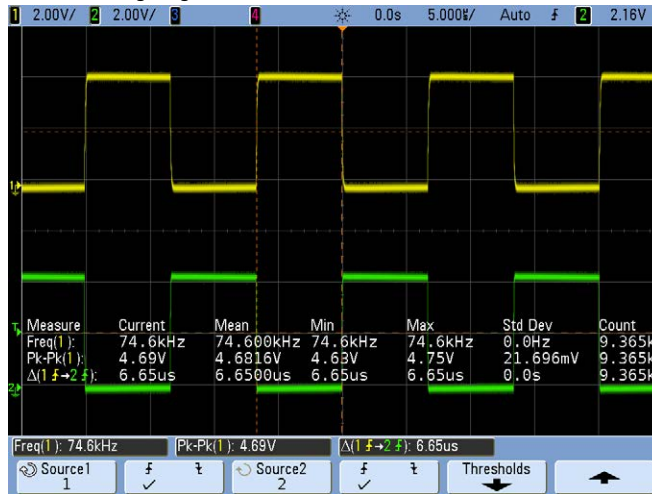 1 2.00V/ 2 2.00V/ 3 4 0.0s 5.000s/ Auto 2 2.16V
Measure Current Mean Min Max Std Dev Count
Freq(1): 74.6kHz 74.600kHz 74.6kHz 74.6kHz 0.0Hz 9.365k
Pk-Pk(1): 4.69V 4.6816V 4.63V 4.75V 21.696mV 9.365k
Δ(1→2): 6.65us 6.6500us 6.65us 6.65us 0.0s 9.365k
Freq(1): 74.6kHz Pk-Pk(1): 4.69V Δ(1→2): 6.65us
Source1 Source2 Thresholds
1 ✓ 2 ✓